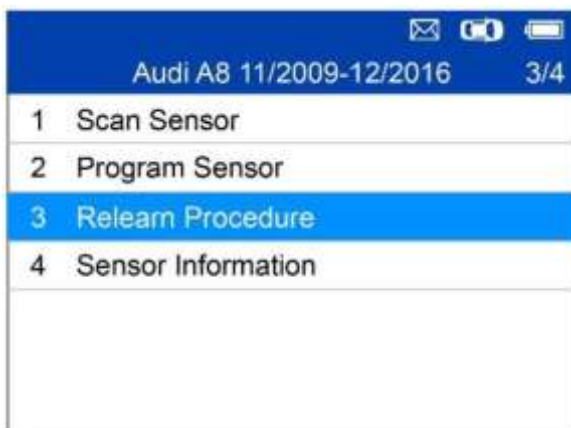 Audi A8 11/2009-12/2016 3/4
1 Scan Sensor
2 Program Sensor
3 Relearn Procedure
4 Sensor Information